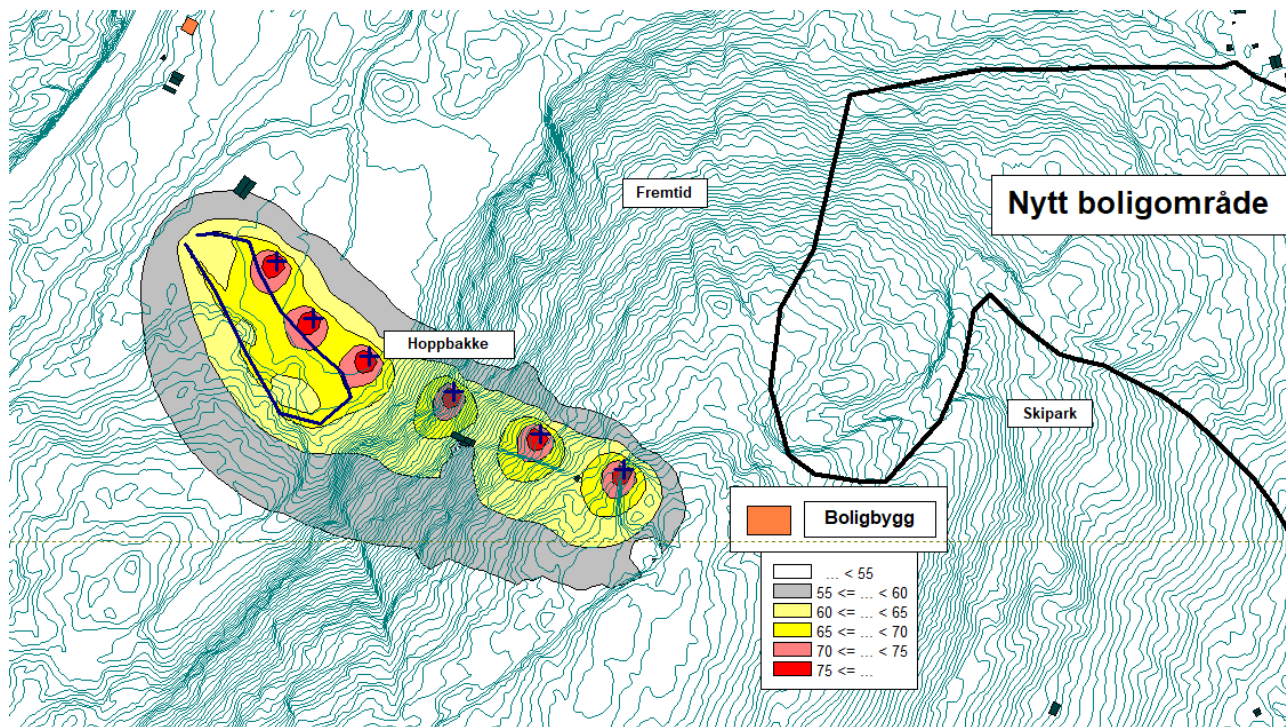 Fremtid
Nytt boligområde
Hoppbakke
Skipark
Boligbygg
... < 55
55 <= ... < 60
60 <= ... < 65
65 <= ... < 70
70 <= ... < 75
75 <= ...